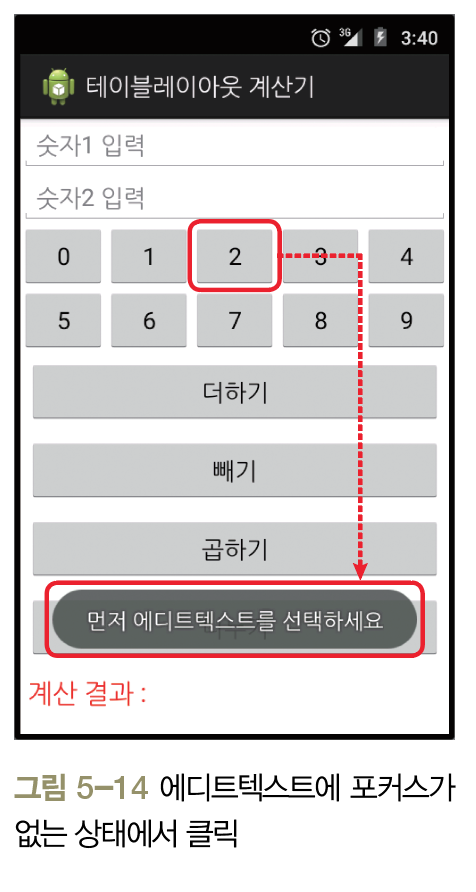 3G 3:40
테이블레이아웃 계산기
숫자1 입력
숫자2 입력
0 1 2 3 4
5 6 7 8 9
더하기
빼기
곱하기
먼저 에디트텍스트를 선택하세요
계산 결과 :
그림 5-14 에디트텍스트에 포커스가
없는 상태에서 클릭